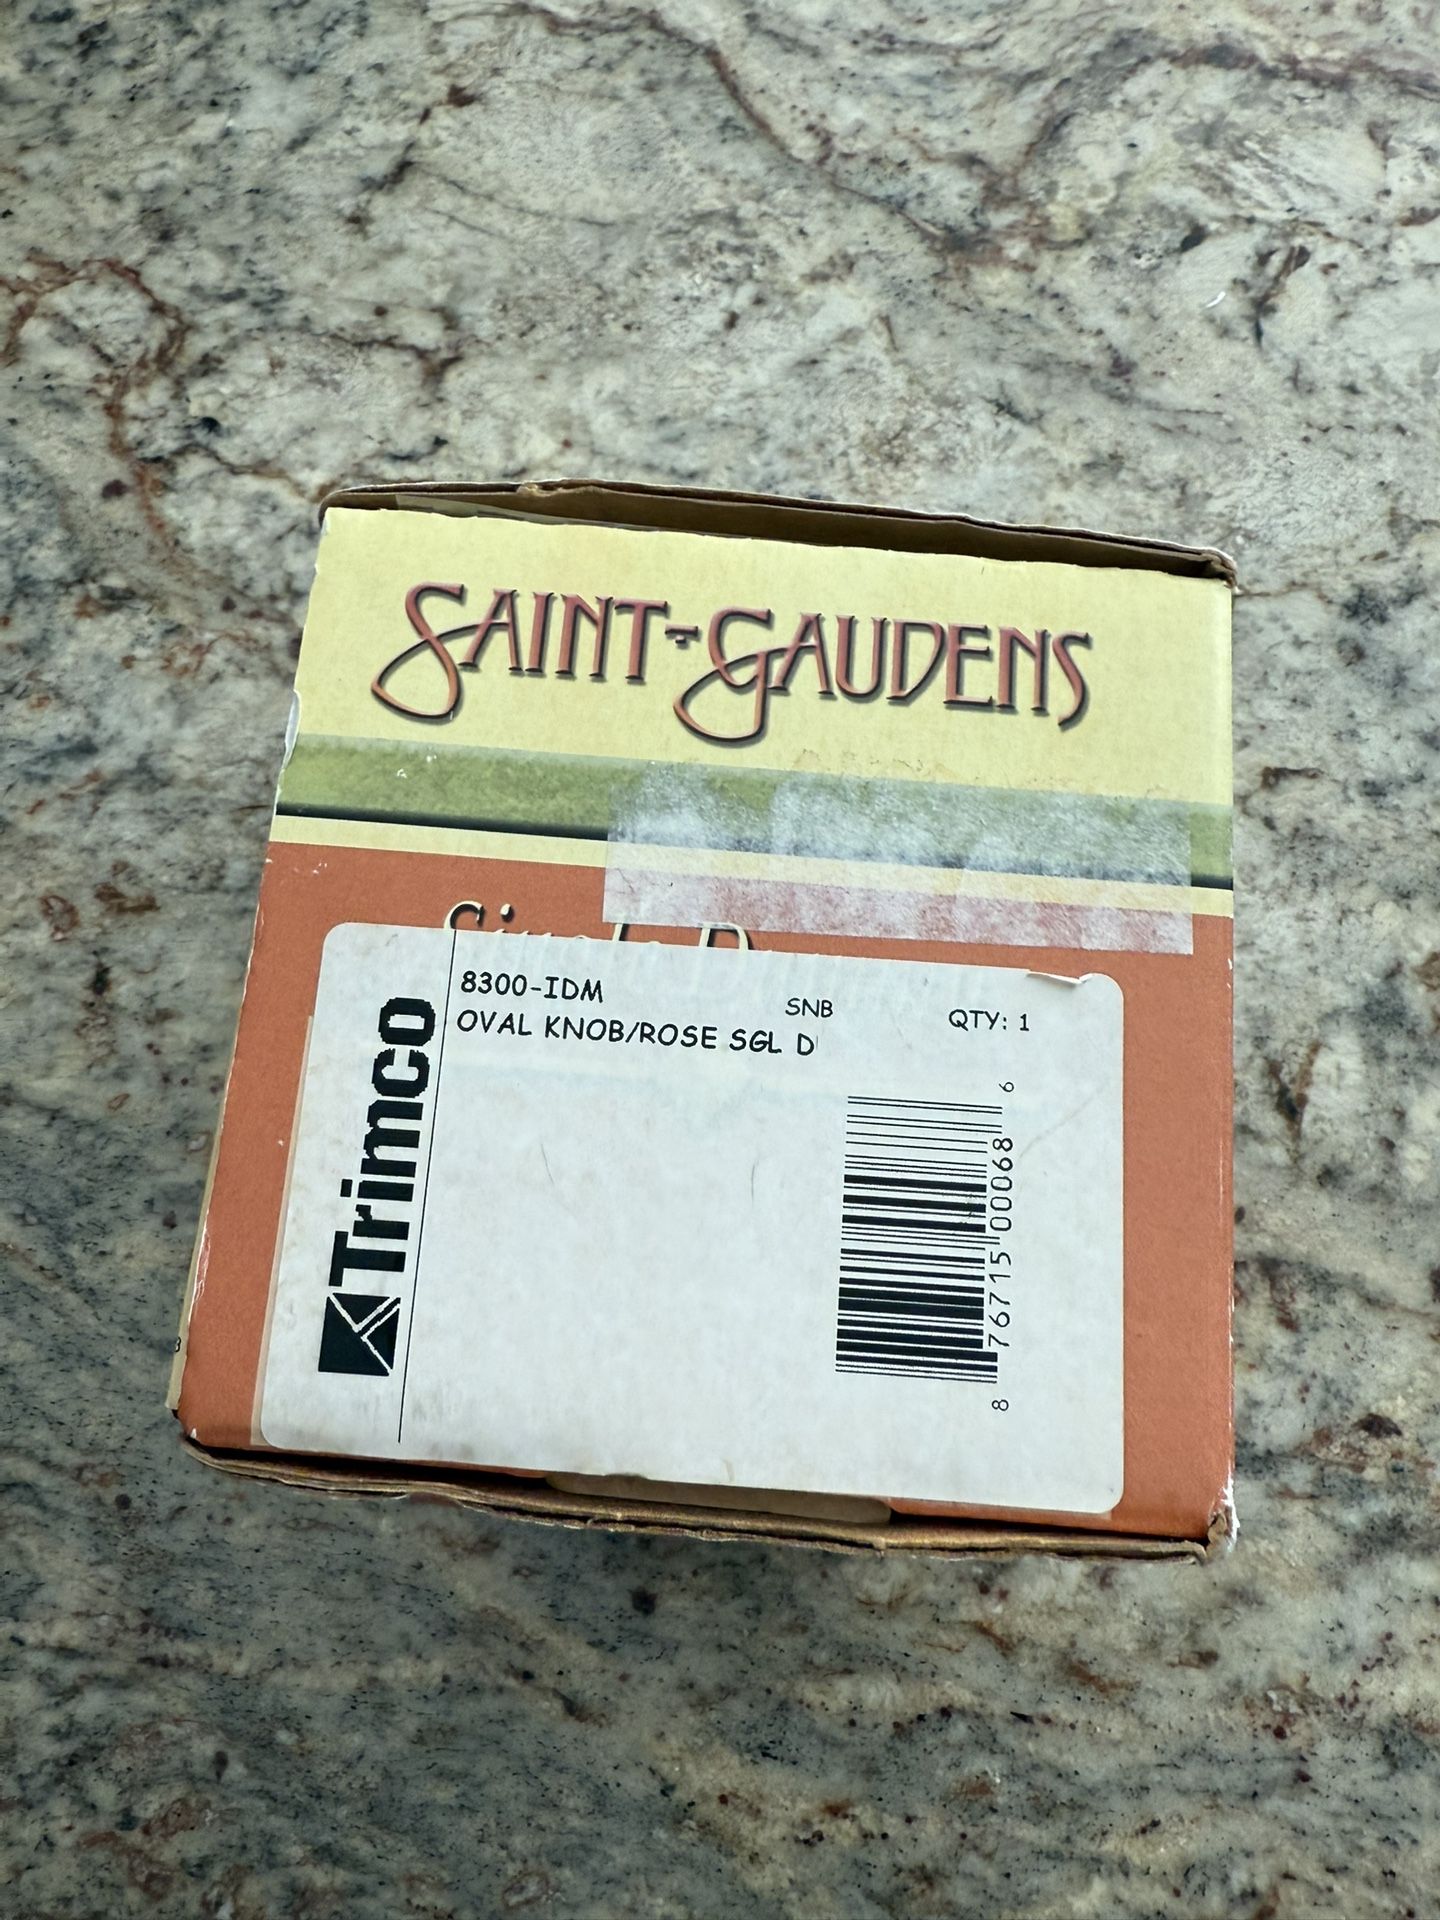 SAINT-GAUDENS
8300-IDM
SNB
QTY: 1
OVAL KNOB/ROSE SGL D
Trimco
8 76715 00068 6